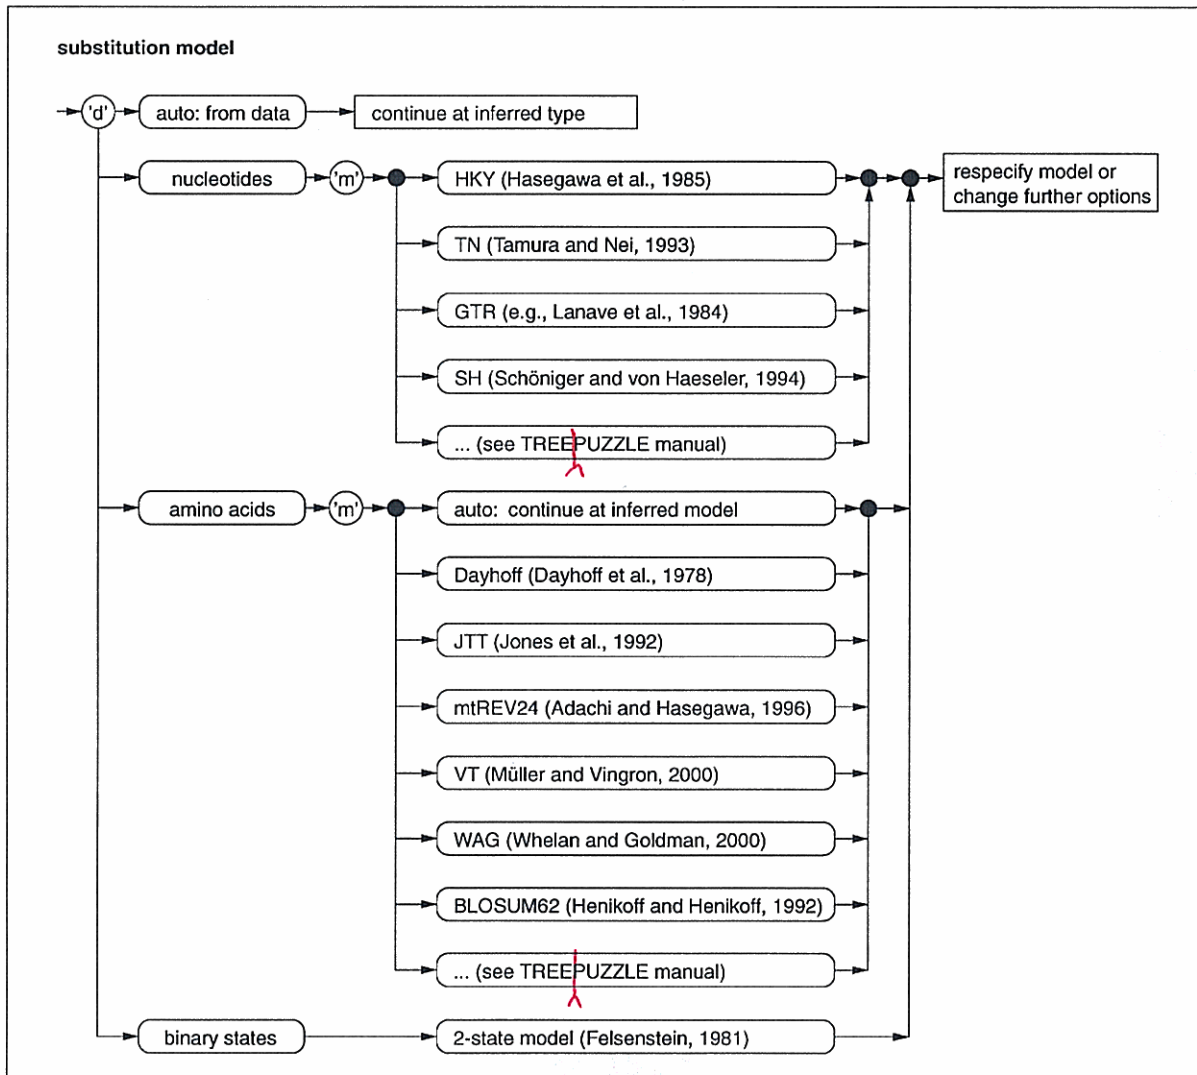 substitution model
'd' auto: from data continue at inferred type
nucleotides 'm' HKY (Hasegawa et al., 1985) respecify model or
change further options
TN (Tamura and Nei, 1993)
GTR (e.g., Lanave et al., 1984)
SH (Schöniger and von Haeseler, 1994)
... (see TREEPUZZLE manual)
amino acids 'm' auto: continue at inferred model
Dayhoff (Dayhoff et al., 1978)
JTT (Jones et al., 1992)
mtREV24 (Adachi and Hasegawa, 1996)
VT (Müller and Vingron, 2000)
WAG (Whelan and Goldman, 2000)
BLOSUM62 (Henikoff and Henikoff, 1992)
... (see TREEPUZZLE manual)
binary states 2-state model (Felsenstein, 1981)